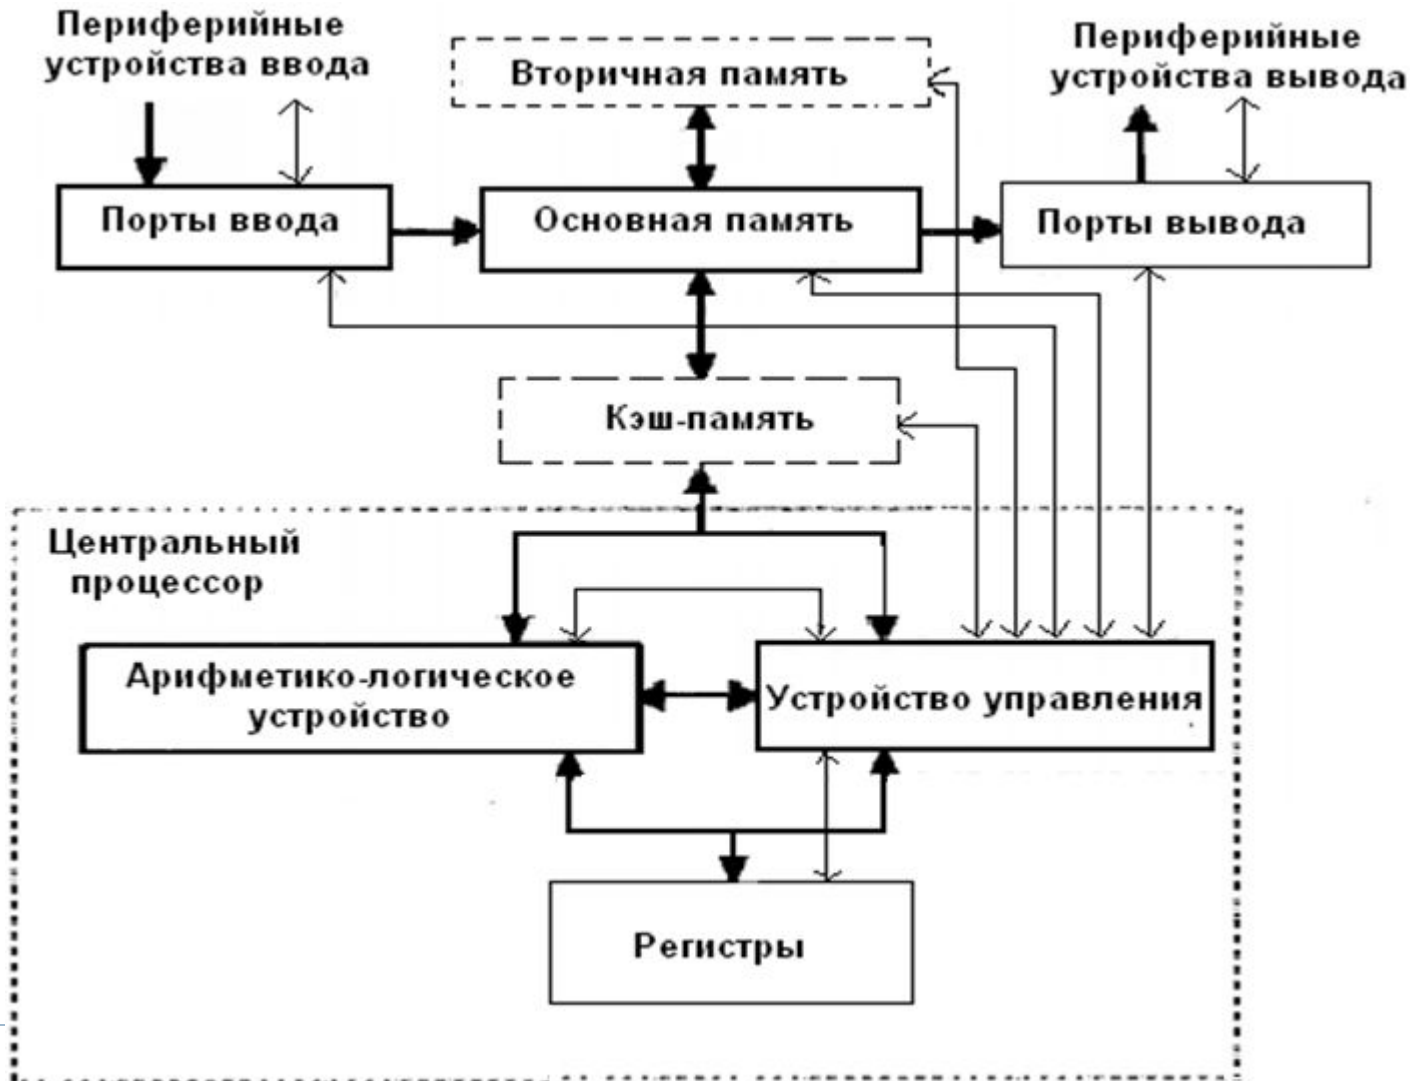 Периферийные
устройства ввода
Вторичная память
Периферийные
устройства вывода
Порты ввода
Основная память
Порты вывода
Кэш-память
Центральный
процессор
Арифметико-логическое
устройство
Устройство управления
Регистры